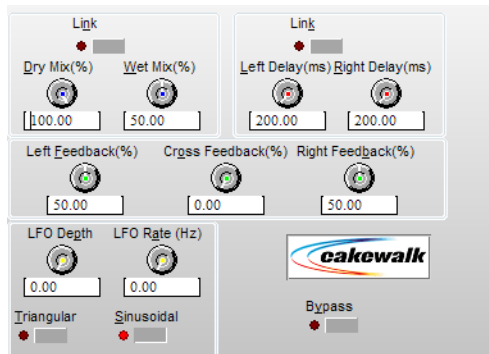 Link Link
Dry Mix(%) Wet Mix(%) Left Delay(ms) Right Delay(ms)
100.00 50.00 200.00 200.00
Left Feedback(%) Cross Feedback(%) Right Feedback(%)
50.00 0.00 50.00
LFO Depth LFO Rate (Hz)
cakewalk
0.00 0.00
Bypass
Triangular Sinusoidal